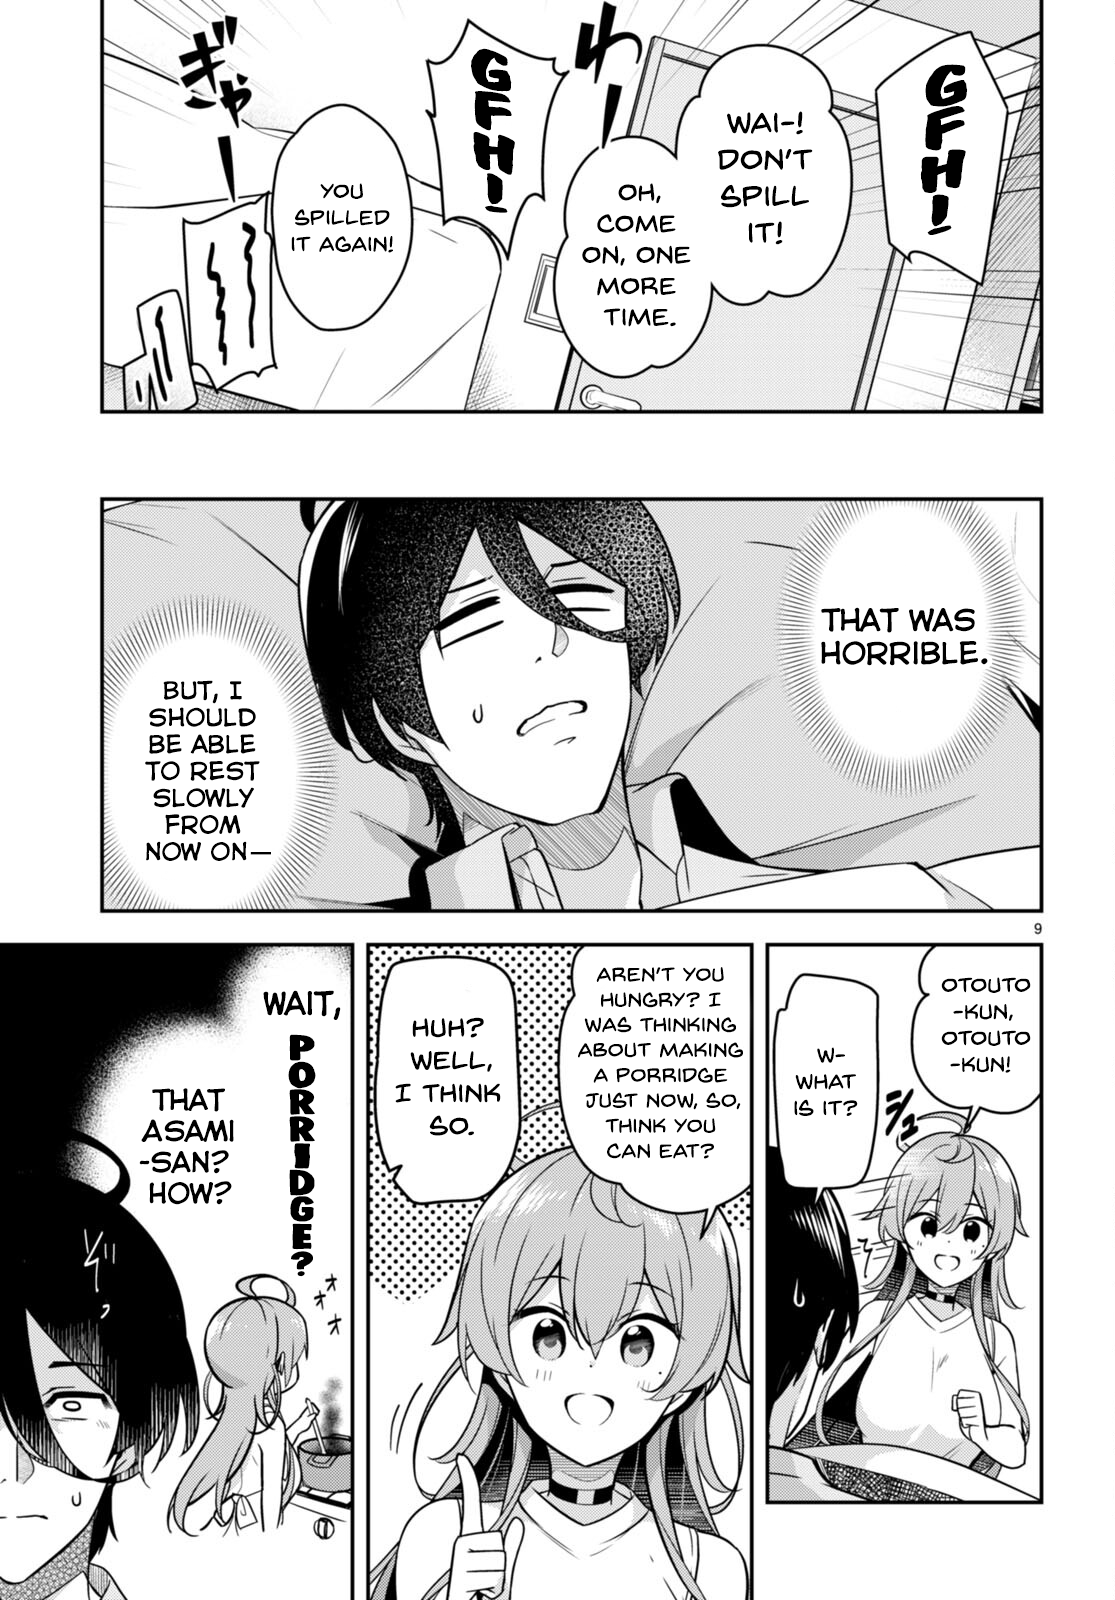 GFH!
WAI-!
DON'T
SPILL
IT!
OH,
COME
ON, ONE
MORE
TIME.
GFH!
YOU
SPILLED
IT AGAIN!
ギャ
THAT WAS
HORRIBLE.
BUT, I
SHOULD
BE ABLE
TO REST
SLOWLY
FROM
NOW ON—
9
OTOUTO
-KUN,
OTOUTO
-KUN!
W-
WHAT
IS IT?
シュ
AREN'T YOU
HUNGRY? I
WAS THINKING
ABOUT MAKING
A PORRIDGE
JUST NOW, SO,
THINK YOU
CAN EAT?
HUH?
WELL,
I THINK
SO.
WAIT,
PORRIDGE?
THAT
ASAMI
-SAN?
HOW?